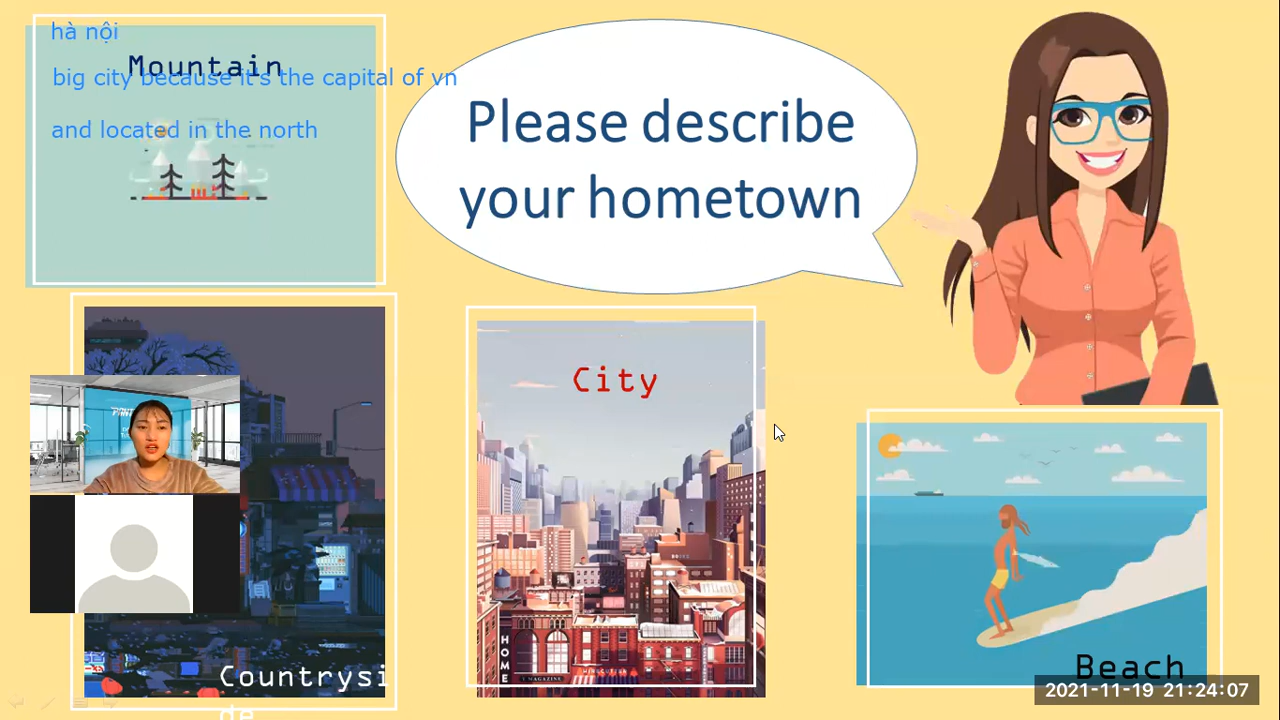 hà nội
Mountain
big city because it's the capital of vn
and located in the north
Please describe
your hometown
City
HOME
Countrysi
de
Beach
2021-11-19 21:24:07